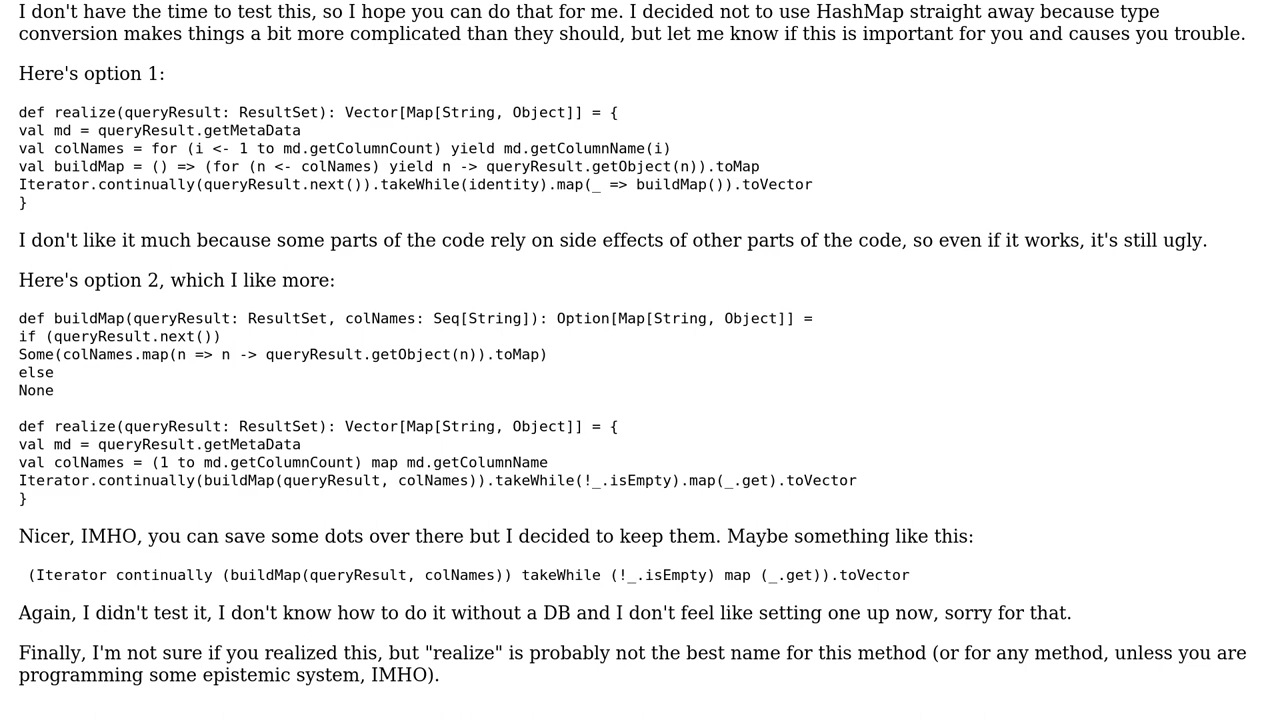 I don't have the time to test this, so I hope you can do that for me. I decided not to use HashMap straight away because type
conversion makes things a bit more complicated than they should, but let me know if this is important for you and causes you trouble.
Here's option 1:
def realize(queryResult: ResultSet): Vector[Map[String, Object]] = {
val md = queryResult.getMetaData
val colNames = for (i <- 1 to md.getColumnCount) yield md.getColumnName(i)
val buildMap = () => (for (n <- colNames) yield n -> queryResult.getObject(n)).toMap
Iterator.continually(queryResult.next()).takeWhile(identity).map(_ => buildMap()).toVector
}
I don't like it much because some parts of the code rely on side effects of other parts of the code, so even if it works, it's still ugly.
Here's option 2, which I like more:
def buildMap(queryResult: ResultSet, colNames: Seq[String]): Option[Map[String, Object]] =
if (queryResult.next())
Some(colNames.map(n => n -> queryResult.getObject(n)).toMap)
else
None
def realize(queryResult: ResultSet): Vector[Map[String, Object]] = {
val md = queryResult.getMetaData
val colNames = (1 to md.getColumnCount) map md.getColumnName
Iterator.continually(buildMap(queryResult, colNames)).takeWhile(!_.isEmpty).map(_.get).toVector
}
Nicer, IMHO, you can save some dots over there but I decided to keep them. Maybe something like this:
(Iterator continually (buildMap(queryResult, colNames)) takeWhile (!_.isEmpty) map (_.get)).toVector
Again, I didn't test it, I don't know how to do it without a DB and I don't feel like setting one up now, sorry for that.
Finally, I'm not sure if you realized this, but "realize" is probably not the best name for this method (or for any method, unless you are
programming some epistemic system, IMHO).